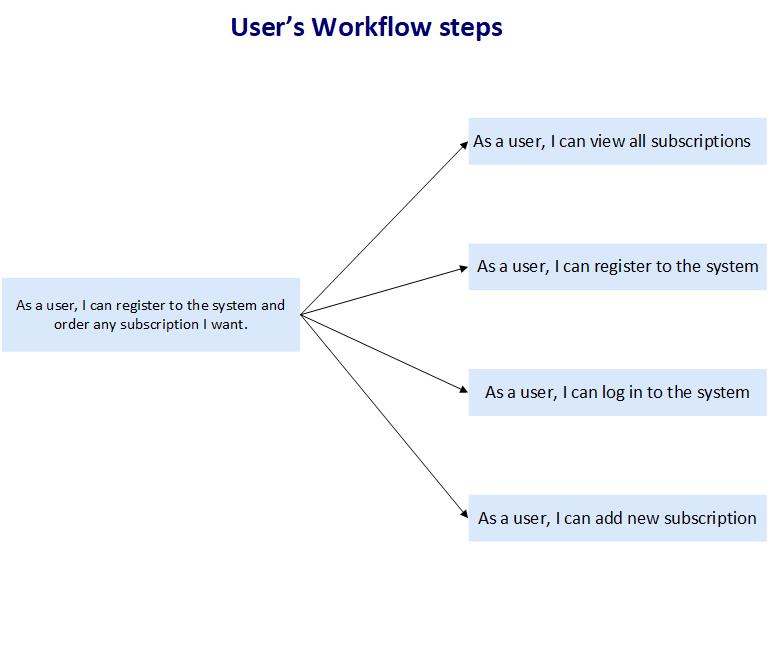 User’s Workflow steps
As a user, I can view all subscriptions
As a user, I can register to the system
As a user, I can register to the system and
order any subscription I want.
As a user, I can log in to the system
As a user, I can add new subscription